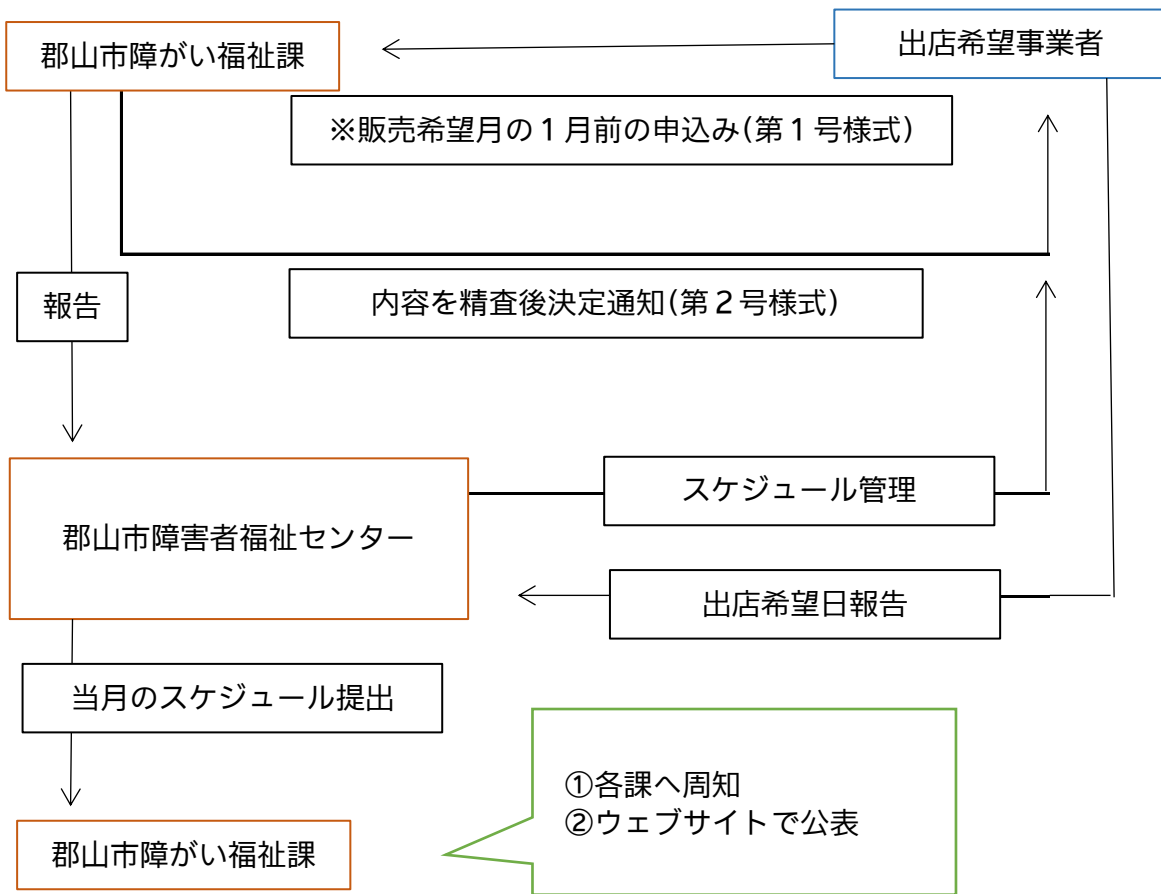 郡山市障がい福祉課
出店希望事業者
※販売希望月の１月前の申込み(第１号様式)
内容を精査後決定通知(第２号様式)
報告
スケジュール管理
郡山市障害者福祉センター
出店希望日報告
当月のスケジュール提出
①各課へ周知
②ウェブサイトで公表
郡山市障がい福祉課